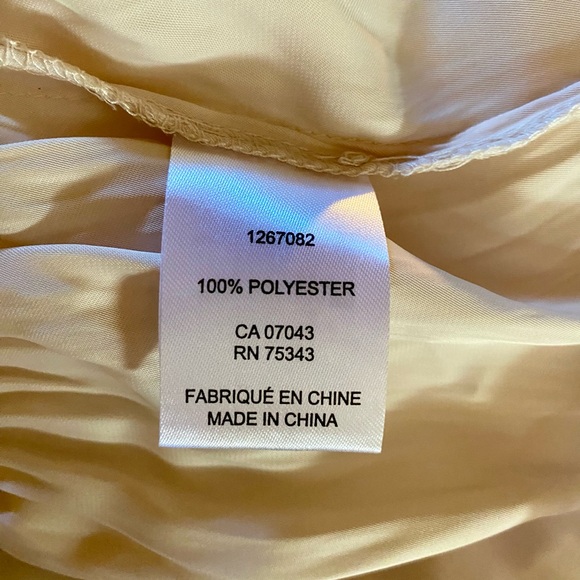 1267082
100% POLYESTER
CA 07043
RN 75343
FABRIQUÉ EN CHINE
MADE IN CHINA